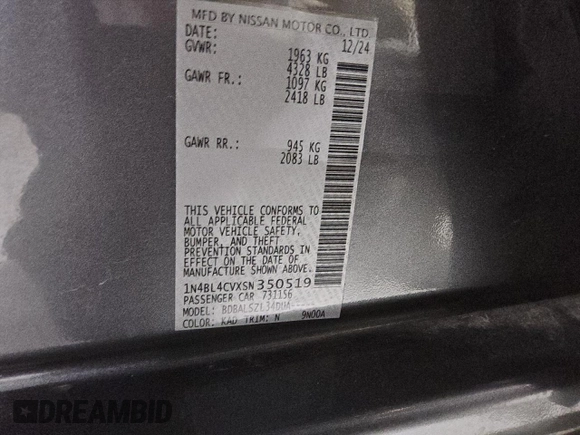 MFD BY NISSAN MOTOR CO., LTD
DATE: 12/24
GVWR: 1963 KG
4328 LB
GAWR FR.: 1097 KG
2418 LB
GAWR RR.: 945 KG
2083 LB
THIS VEHICLE CONFORMS TO
ALL APPLICABLE FEDERAL
MOTOR VEHICLE SAFETY,
BUMPER, AND THEFT
PREVENTION STANDARDS IN
EFFECT ON THE DATE OF
MANUFACTURE SHOWN ABOVE.
1N4BL4CVXSN350519
PASSENGER CAR 731156
MODEL:
COLOR: KAD TRIM: N 9N00A
DREAMBID